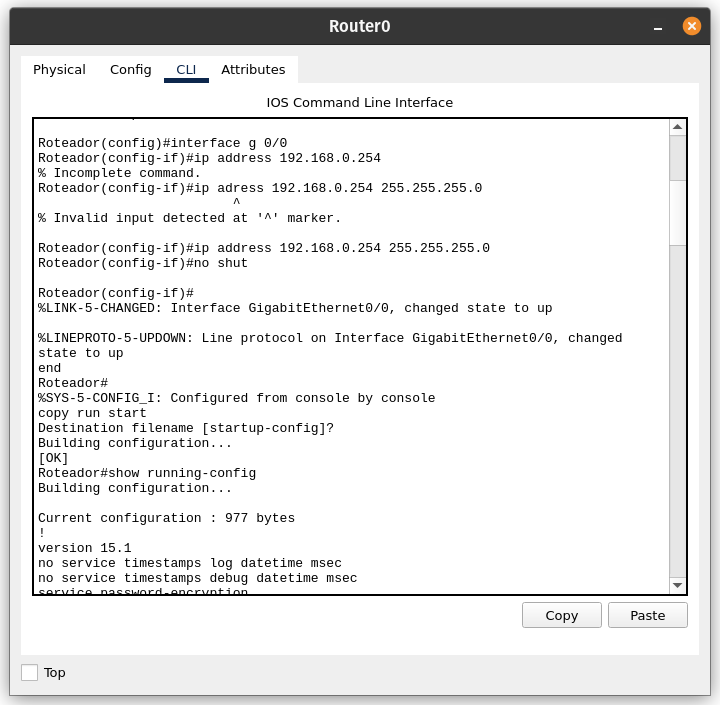 Router0
Physical Config CLI Attributes
IOS Command Line Interface
Roteador(config)#interface g 0/0
Roteador(config-if)#ip address 192.168.0.254
% Incomplete command.
Roteador(config-if)#ip adress 192.168.0.254 255.255.255.0
^
% Invalid input detected at '^' marker.
Roteador(config-if)#ip address 192.168.0.254 255.255.255.0
Roteador(config-if)#no shut
Roteador(config-if)#
%LINK-5-CHANGED: Interface GigabitEthernet0/0, changed state to up
%LINEPROTO-5-UPDOWN: Line protocol on Interface GigabitEthernet0/0, changed
state to up
end
Roteador#
%SYS-5-CONFIG_I: Configured from console by console
copy run start
Destination filename [startup-config]?
Building configuration...
[OK]
Roteador#show running-config
Building configuration...
Current configuration : 977 bytes
!
version 15.1
no service timestamps log datetime msec
no service timestamps debug datetime msec
service password-encryption
Copy Paste
Top